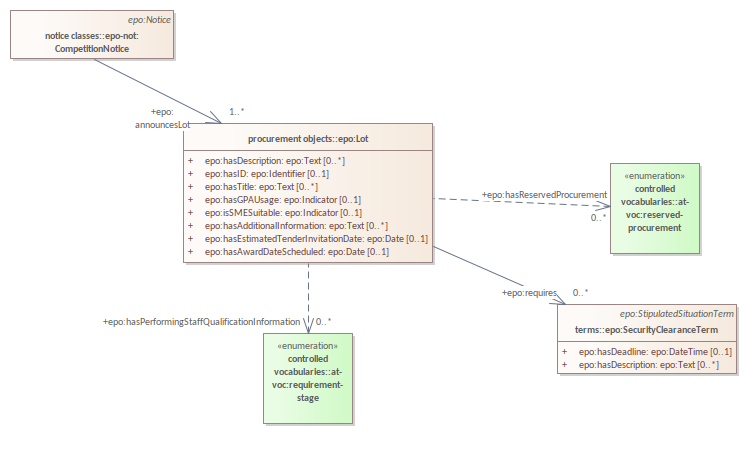 epo:Notice
notice classes::epo-not:
CompetitionNotice
+epo:
announcesLot
1..*
procurement objects::epo:Lot
+ epo:hasDescription: epo:Text [0..*]
+ epo:hasID: epo:Identifier [0..1]
+ epo:hasTitle: epo:Text [0..*]
+ epo:hasGPAUsage: epo:Indicator [0..1]
+ epo:isSMESuitable: epo:Indicator [0..1]
+ epo:hasAdditionalInformation: epo:Text [0..*]
+ epo:hasEstimatedTenderInvitationDate: epo:Date [0..1]
+ epo:hasAwardDateScheduled: epo:Date [0..1]
+epo:hasReservedProcurement
0..*
«enumeration»
controlled
vocabularies::at-
voc:reserved-
procurement
+epo:requires
0..*
epo:StipulatedSituationTerm
terms::epo:SecurityClearanceTerm
+ epo:hasDeadline: epo:DateTime [0..1]
+ epo:hasDescription: epo:Text [0..*]
+epo:hasPerformingStaffQualificationInformation
0..*
«enumeration»
controlled
vocabularies::at-
voc:requirement-
stage